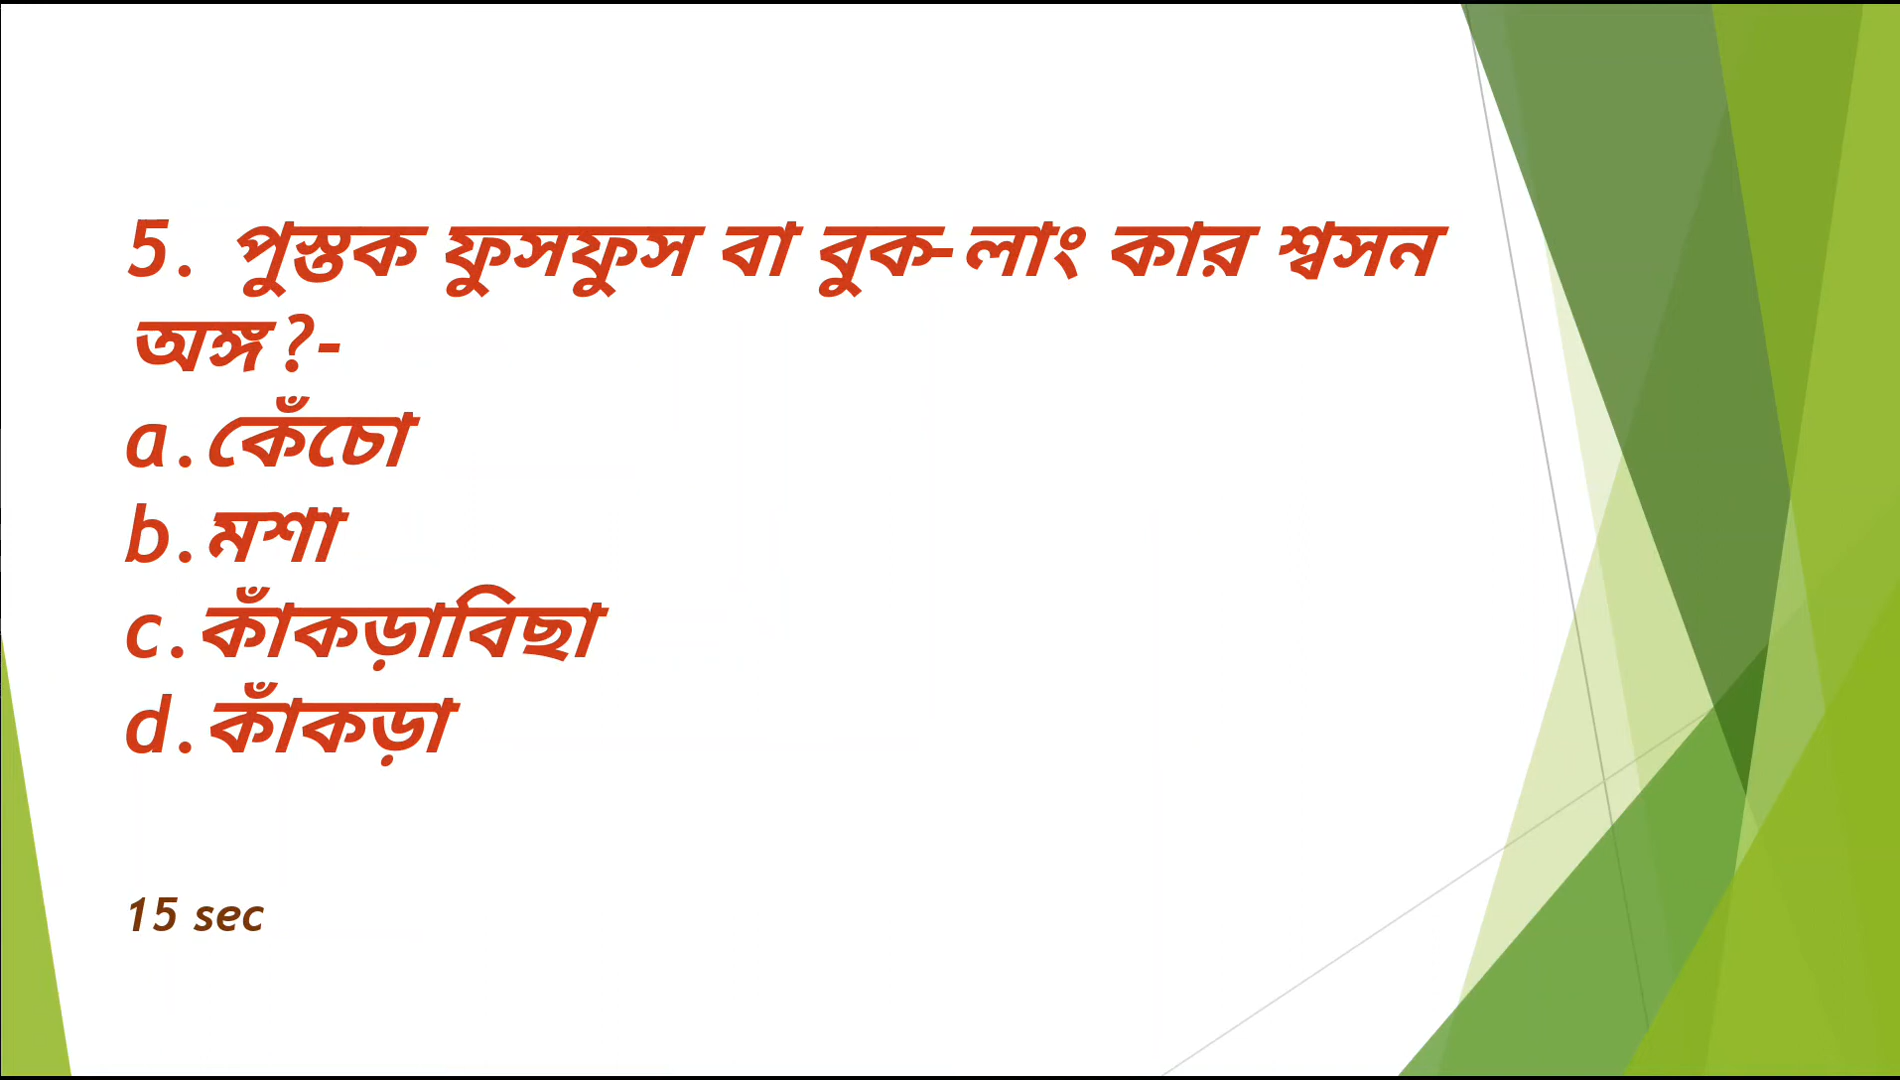 5. পুস্তক ফুসফুস বা বুক-লাং কার শ্বসন
অঙ্গ?-
a.কেঁচো
b.মশা
c.কাঁকড়াবিছা
d.কাঁকড়া
15 sec